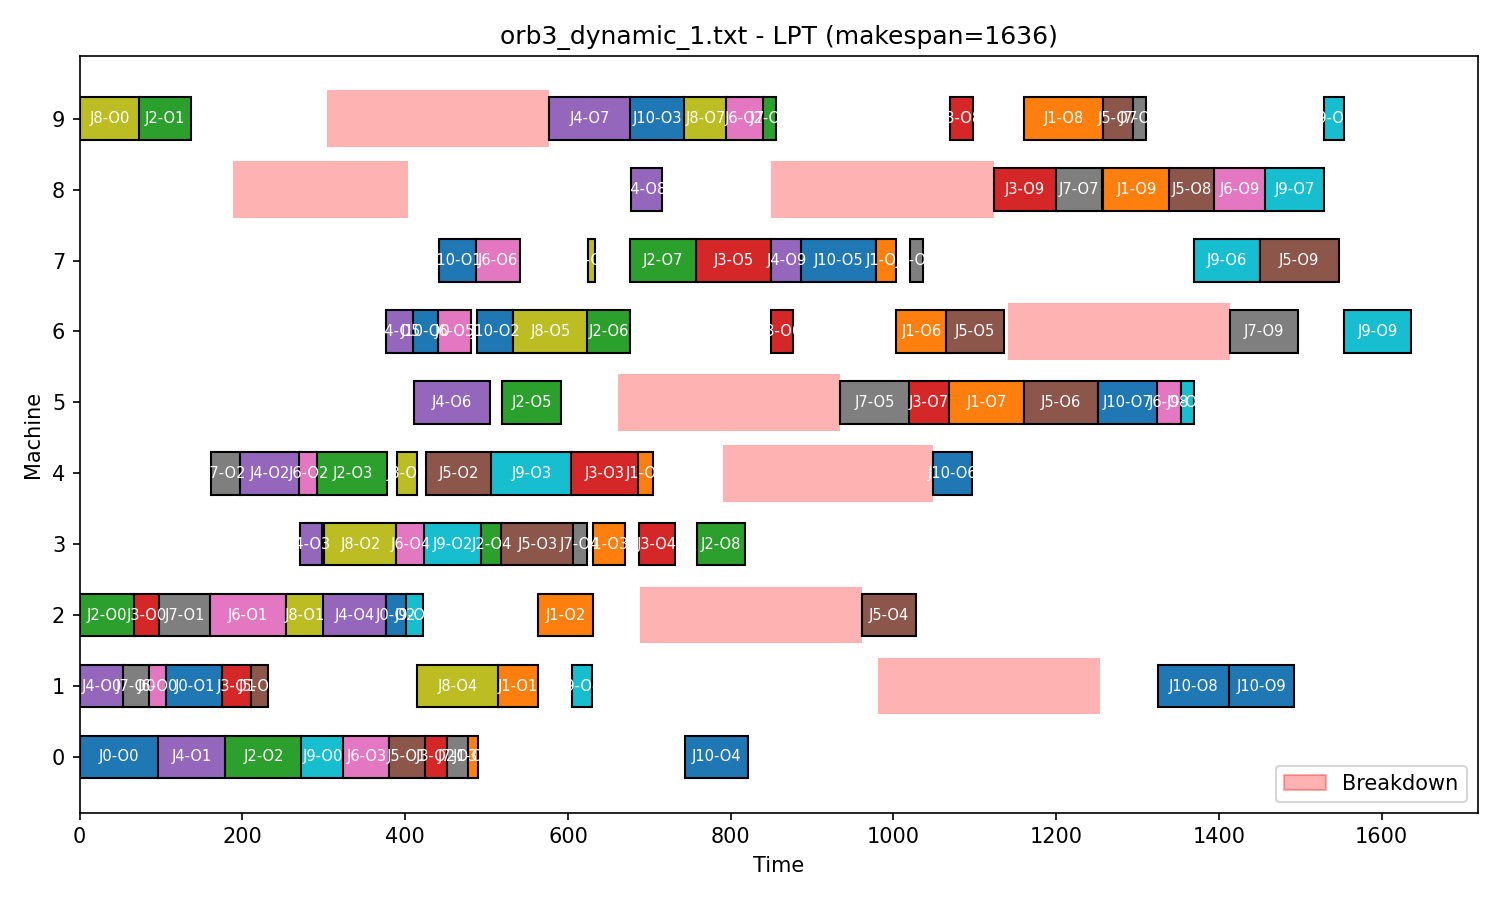 orb3_dynamic_1.txt - LPT (makespan=1636)
Machine
9
J8-O0 J2-O1 J4-O7 J10-O3 J8-O7 J1-O8
8
J3-O9 J7-O7 J1-O9 J5-O8 J6-O9 J9-O7
7
J6-O6 J2-O7 J3-O5 J4-O9 J10-O5 J9-O6 J5-O9
6
J8-O5 J2-O6 J1-O6 J5-O5 J7-O9 J9-O9
5
J4-O6 J2-O5 J7-O5 J3-O7 J1-O7 J5-O6 J10-O7
4
J4-O2 J6-O2 J2-O3 J5-O2 J9-O3 J3-O3 J10-O6
3
J8-O2 J6-O4 J9-O2 J2-O4 J5-O3 J7-O4 J3-O4 J2-O8
2
J2-O0 J3-O0 J7-O1 J6-O1 J8-O1 J4-O4 J1-O2 J5-O4
1
J4-O0 J0-O1 J8-O4 J1-O1 J10-O8 J10-O9
0
J0-O0 J4-O1 J2-O2 J9-O0 J6-O3 J10-O4
Breakdown
0 200 400 600 800 1000 1200 1400 1600
Time